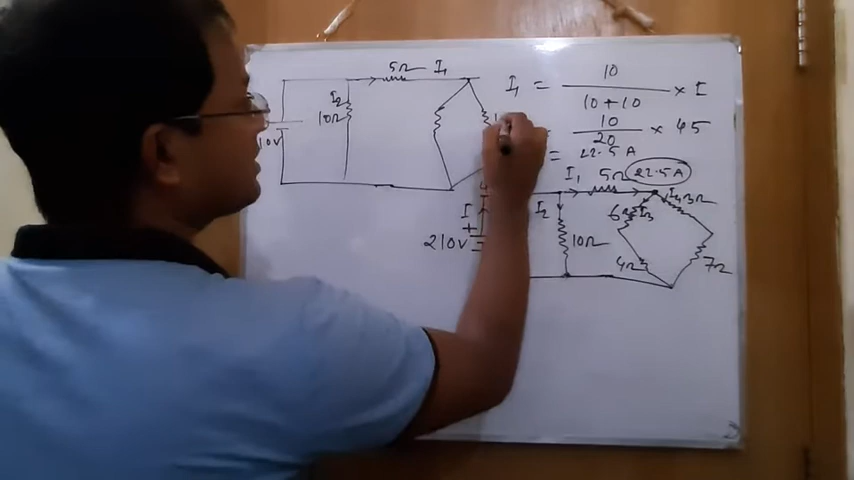 5Ω I₁
I₂
10Ω
10V
I₁ = 10 / 10+10 × I
= 10 / 20 × 45
= 22.5 A
I₁ 5Ω 22.5A
I I₂
+
210V
10Ω
6Ω I₃
I₄ 3Ω
4Ω
7Ω